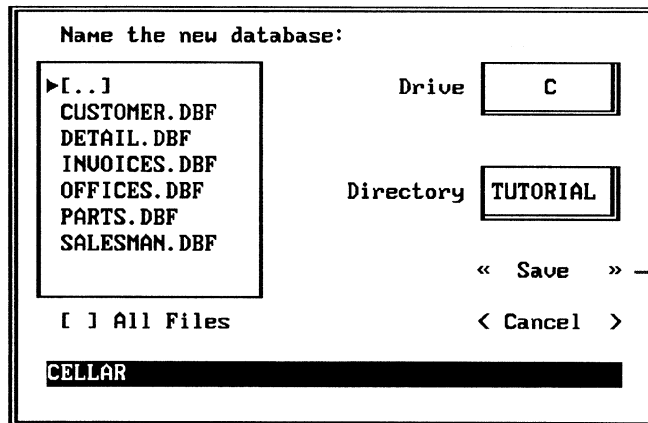 Name the new database:
▶[..]
CUSTOMER.DBF
DETAIL.DBF
INVOICES.DBF
OFFICES.DBF
PARTS.DBF
SALESMAN.DBF
[ ] All Files
Drive C
Directory TUTORIAL
« Save »
< Cancel >
CELLAR